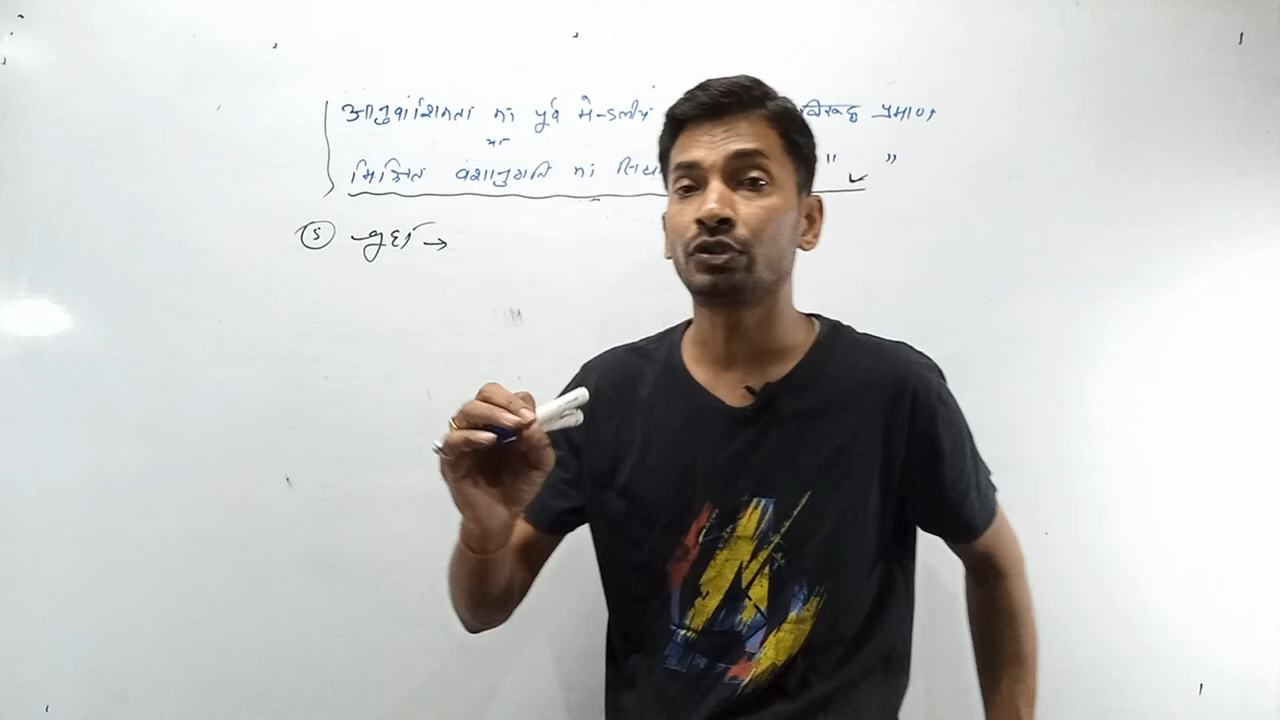 आनुवांशिकता का पूर्व मेन्डलीय विरूद्ध प्रमाण
या
मिश्रित वंशानुगति का " "
⑤